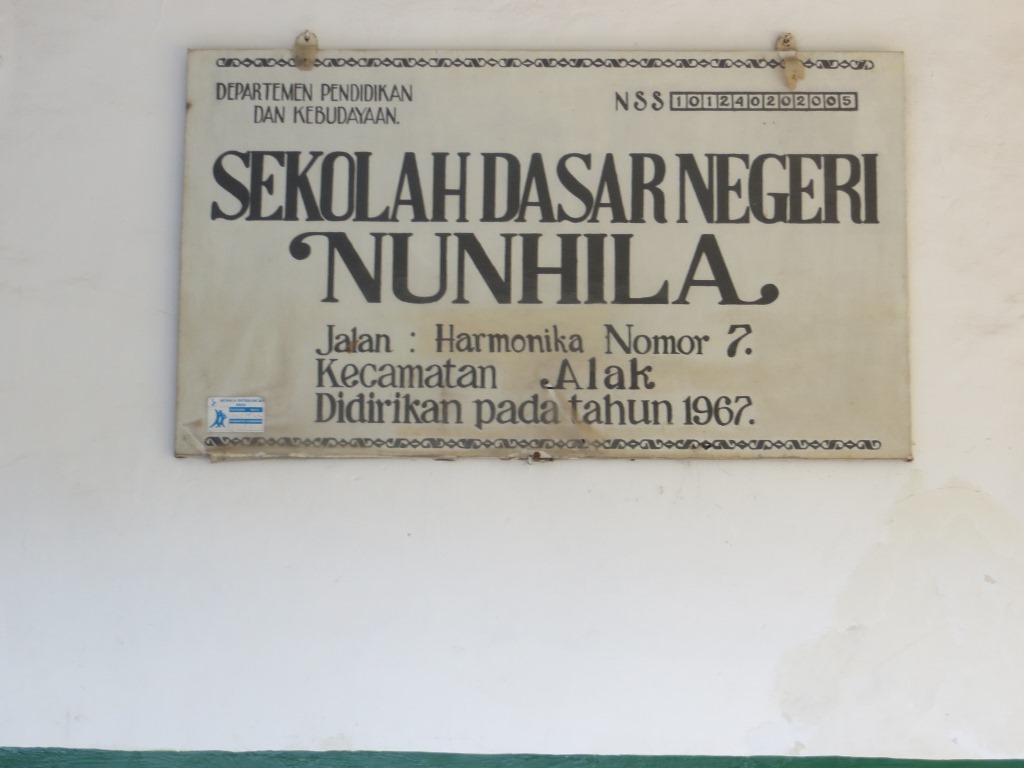 DEPARTEMEN PENDIDIKAN
DAN KEBUDAYAAN.
NSS 101240202005
SEKOLAH DASAR NEGERI
NUNHILA
Jalan : Harmonika Nomor 7.
Kecamatan Alak
Didirikan pada tahun 1967.